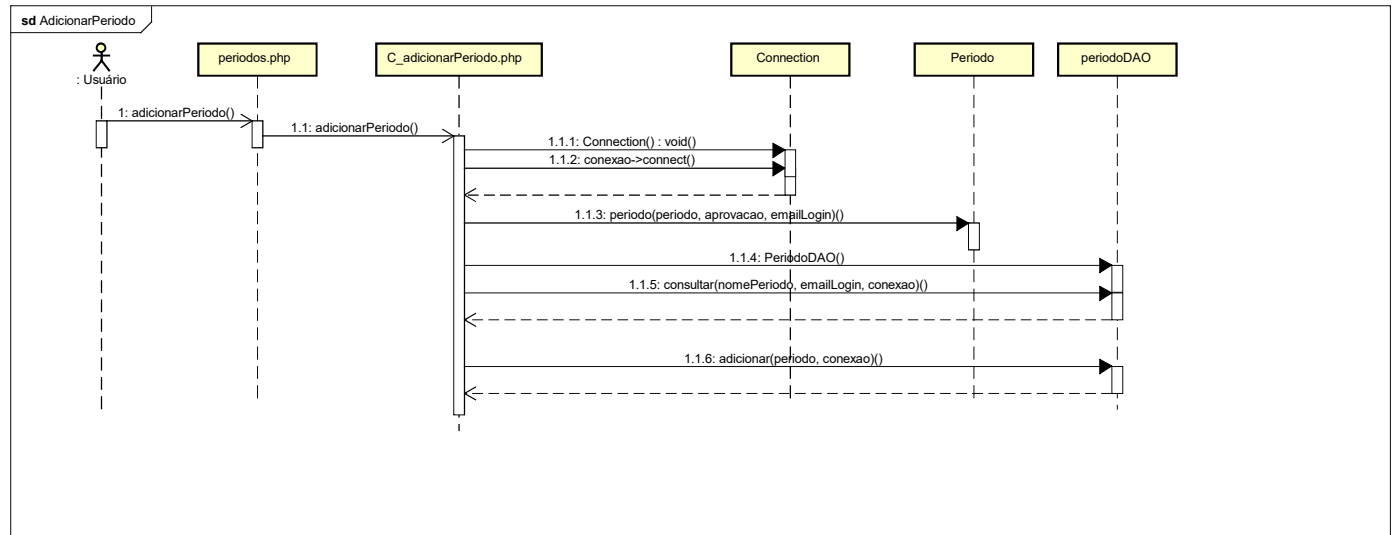 sd AdicionarPeriodo
: Usuário
periodos.php
C_adicionarPeriodo.php
Connection
Periodo
periodoDAO
1: adicionarPeriodo()
1.1: adicionarPeriodo()
1.1.1: Connection() : void()
1.1.2: conexao->connect()
1.1.3: periodo(periodo, aprovacao, emailLogin)()
1.1.4: PeriodoDAO()
1.1.5: consultar(nomePeriodo, emailLogin, conexao)()
1.1.6: adicionar(periodo, conexao)()